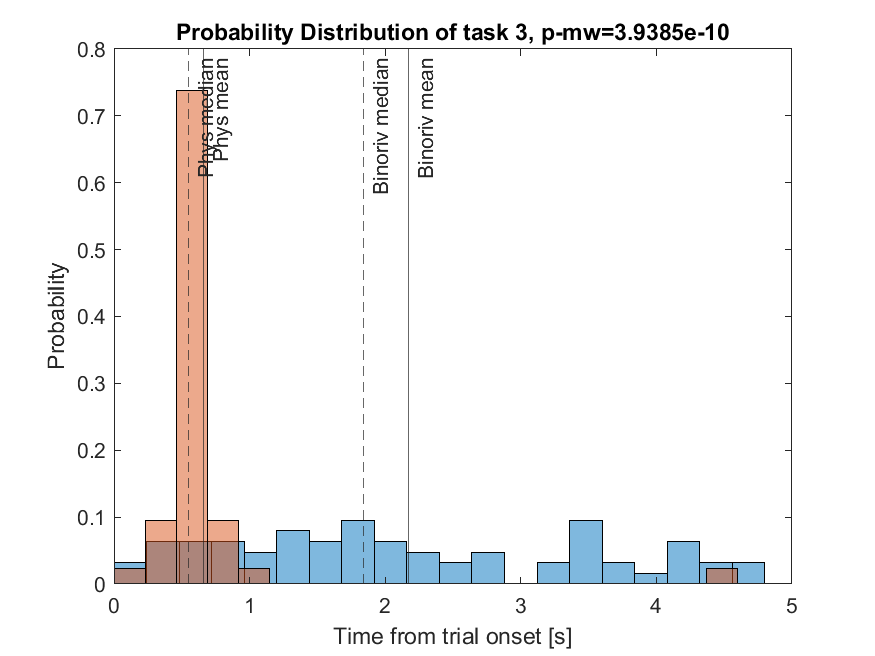 Probability Distribution of task 3, p-mw=3.9385e-10
0.8
0.7
0.6
0.5
0.4
0.3
0.2
0.1
0
Probability
Phys median
Phys mean
Binoriv median
Binoriv mean
0 1 2 3 4 5
Time from trial onset [s]